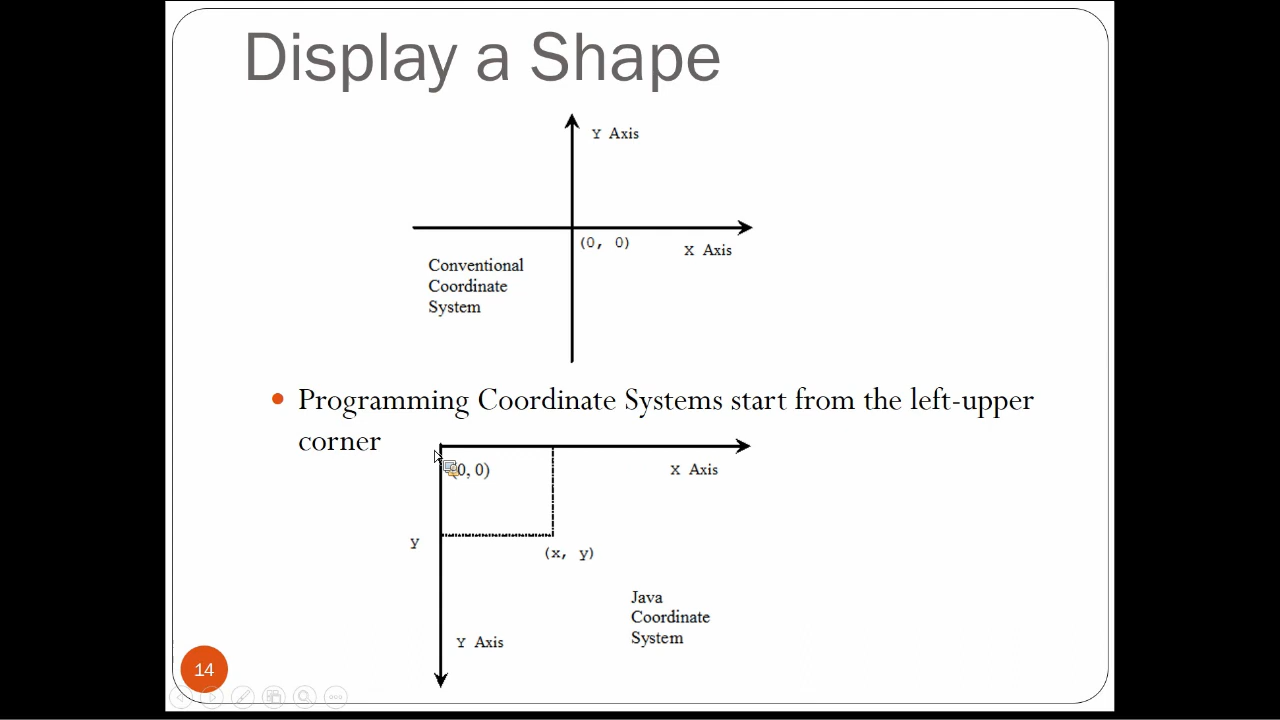 Display a Shape
Y Axis
(0, 0)
X Axis
Conventional
Coordinate
System
Programming Coordinate Systems start from the left-upper
corner
0, 0)
X Axis
y
(x, y)
Java
Coordinate
System
Y Axis
14